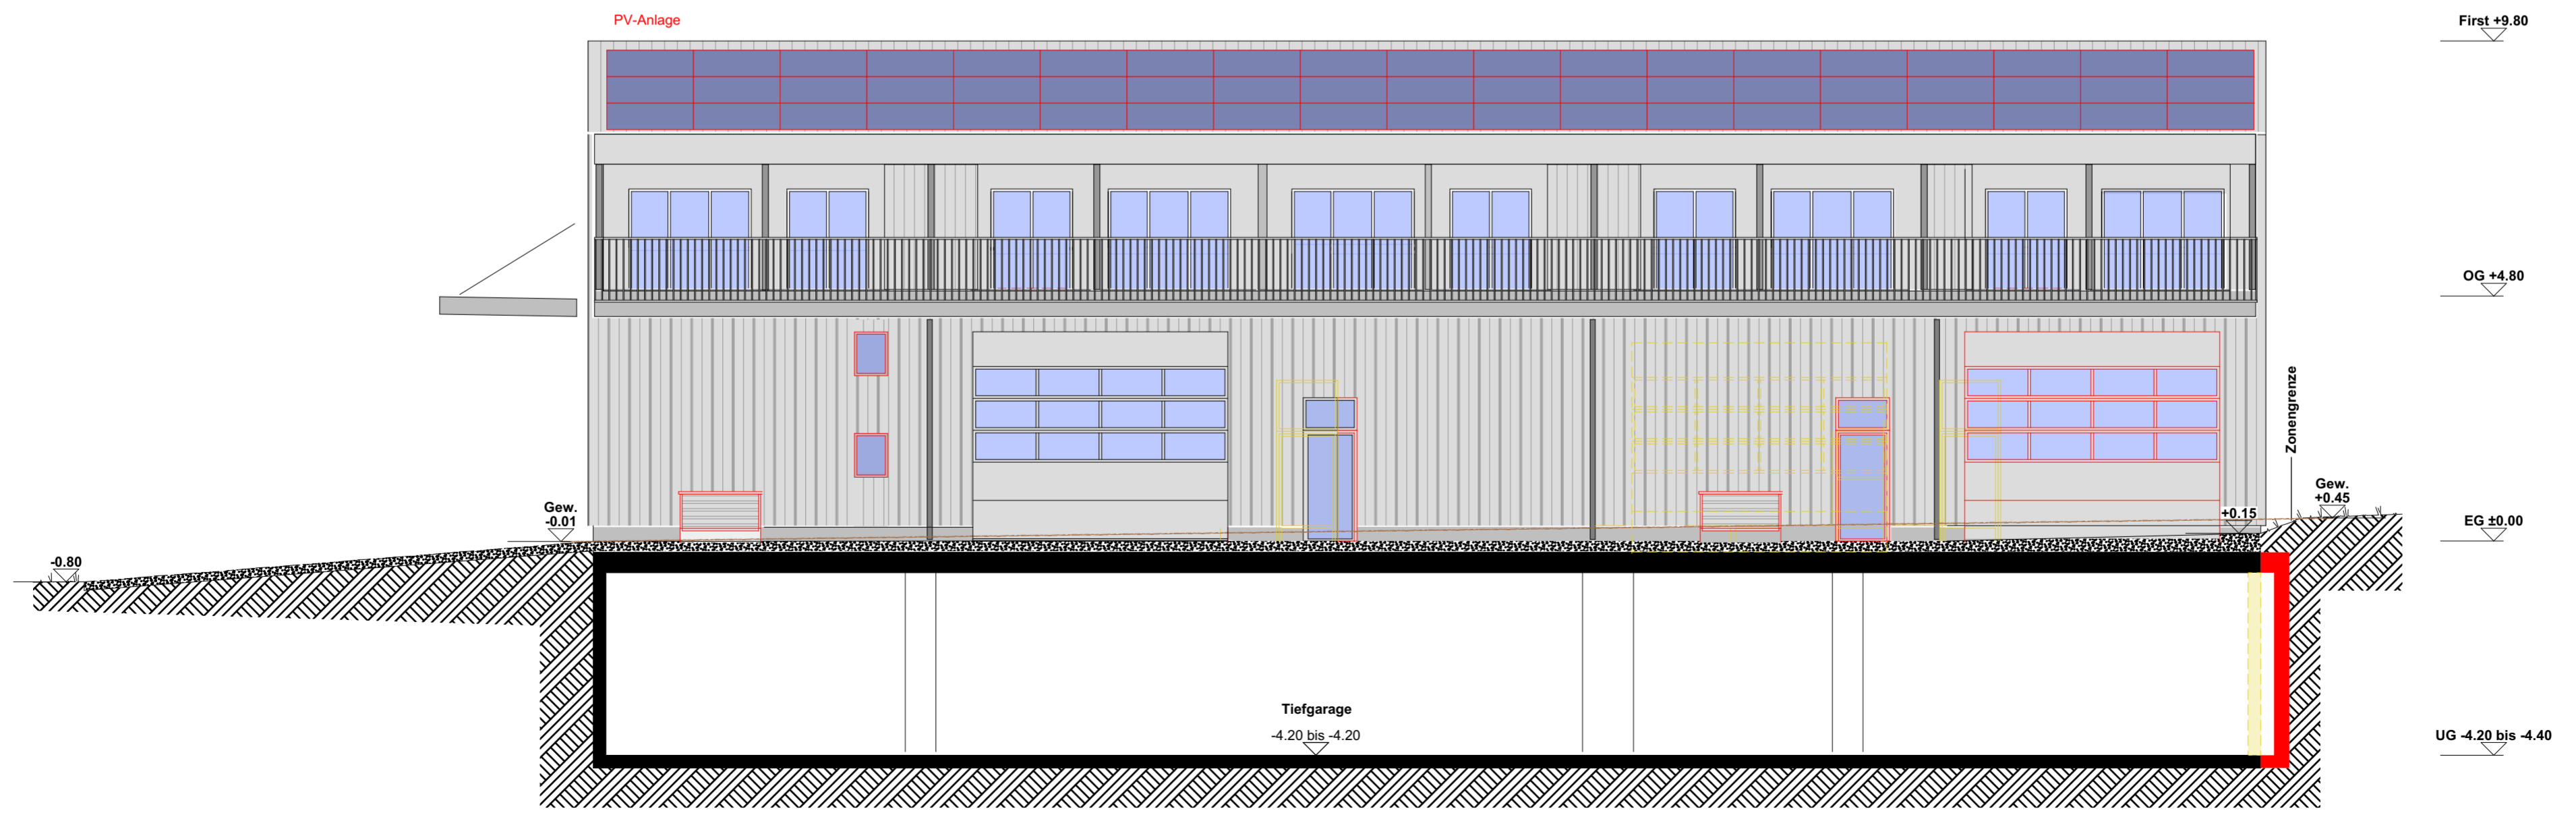 PV-Anlage
First +9.80
OG +4.80
Zonengrenze
Gew.
+0.45
Gew.
-0.01
+0.15
EG ±0.00
-0.80
Tiefgarage
-4.20 bis -4.20
UG -4.20 bis -4.40